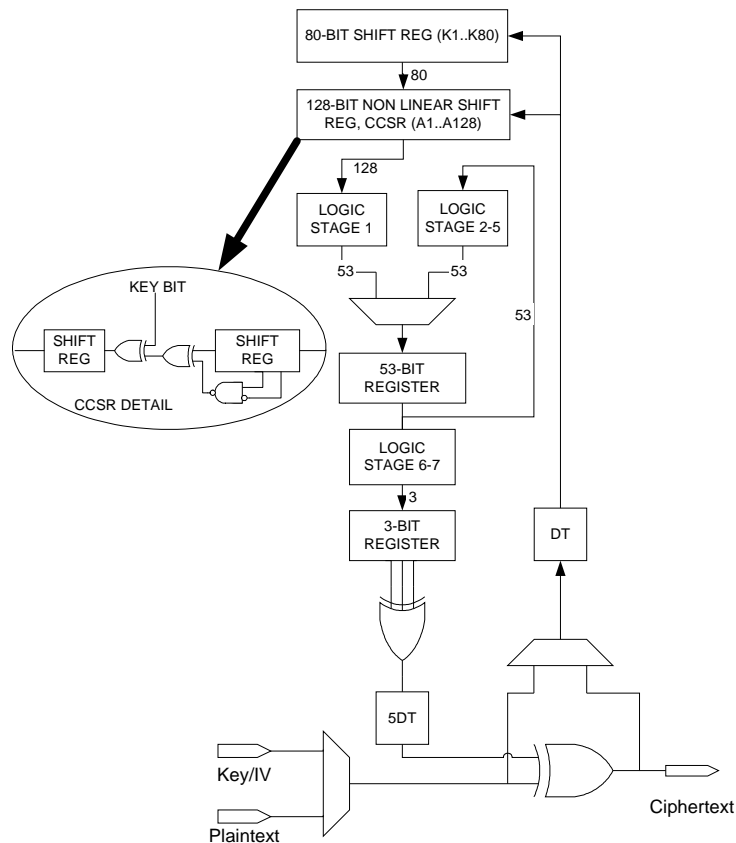 80-BIT SHIFT REG (K1..K80)
80
128-BIT NON LINEAR SHIFT
REG, CCSR (A1..A128)
128
LOGIC
STAGE 1
LOGIC
STAGE 2-5
53
53
53
KEY BIT
SHIFT
REG
SHIFT
REG
CCSR DETAIL
53-BIT
REGISTER
LOGIC
STAGE 6-7
3
3-BIT
REGISTER
DT
5DT
Key/IV
Plaintext
Ciphertext